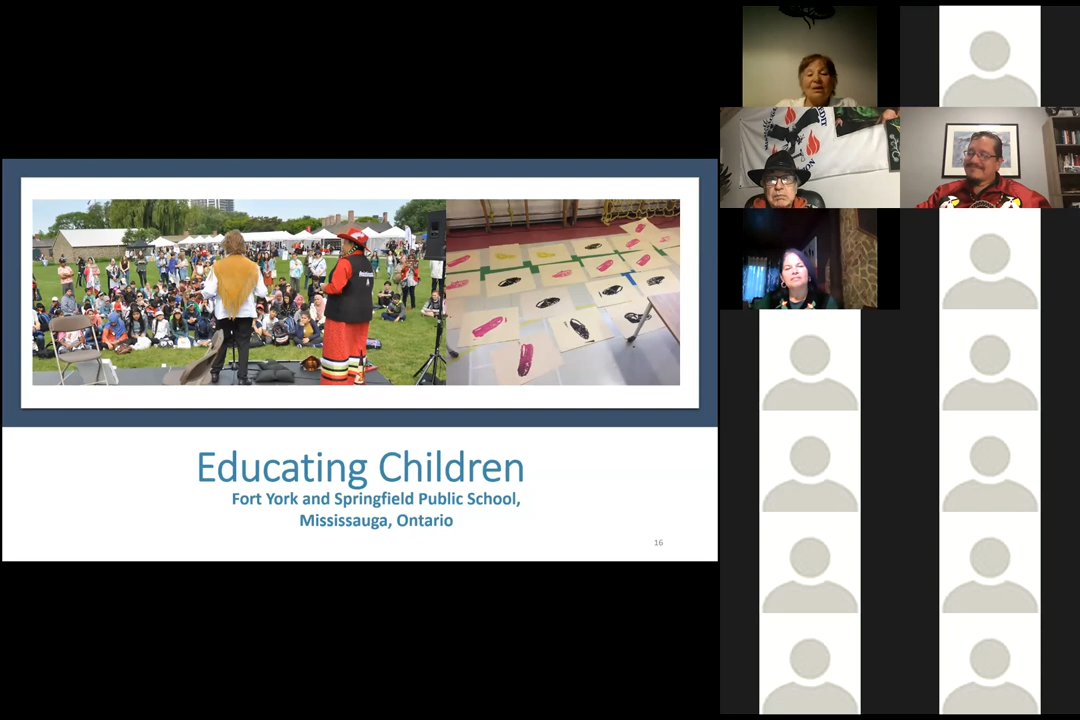 Educating Children
Fort York and Springfield Public School,
Mississauga, Ontario
16